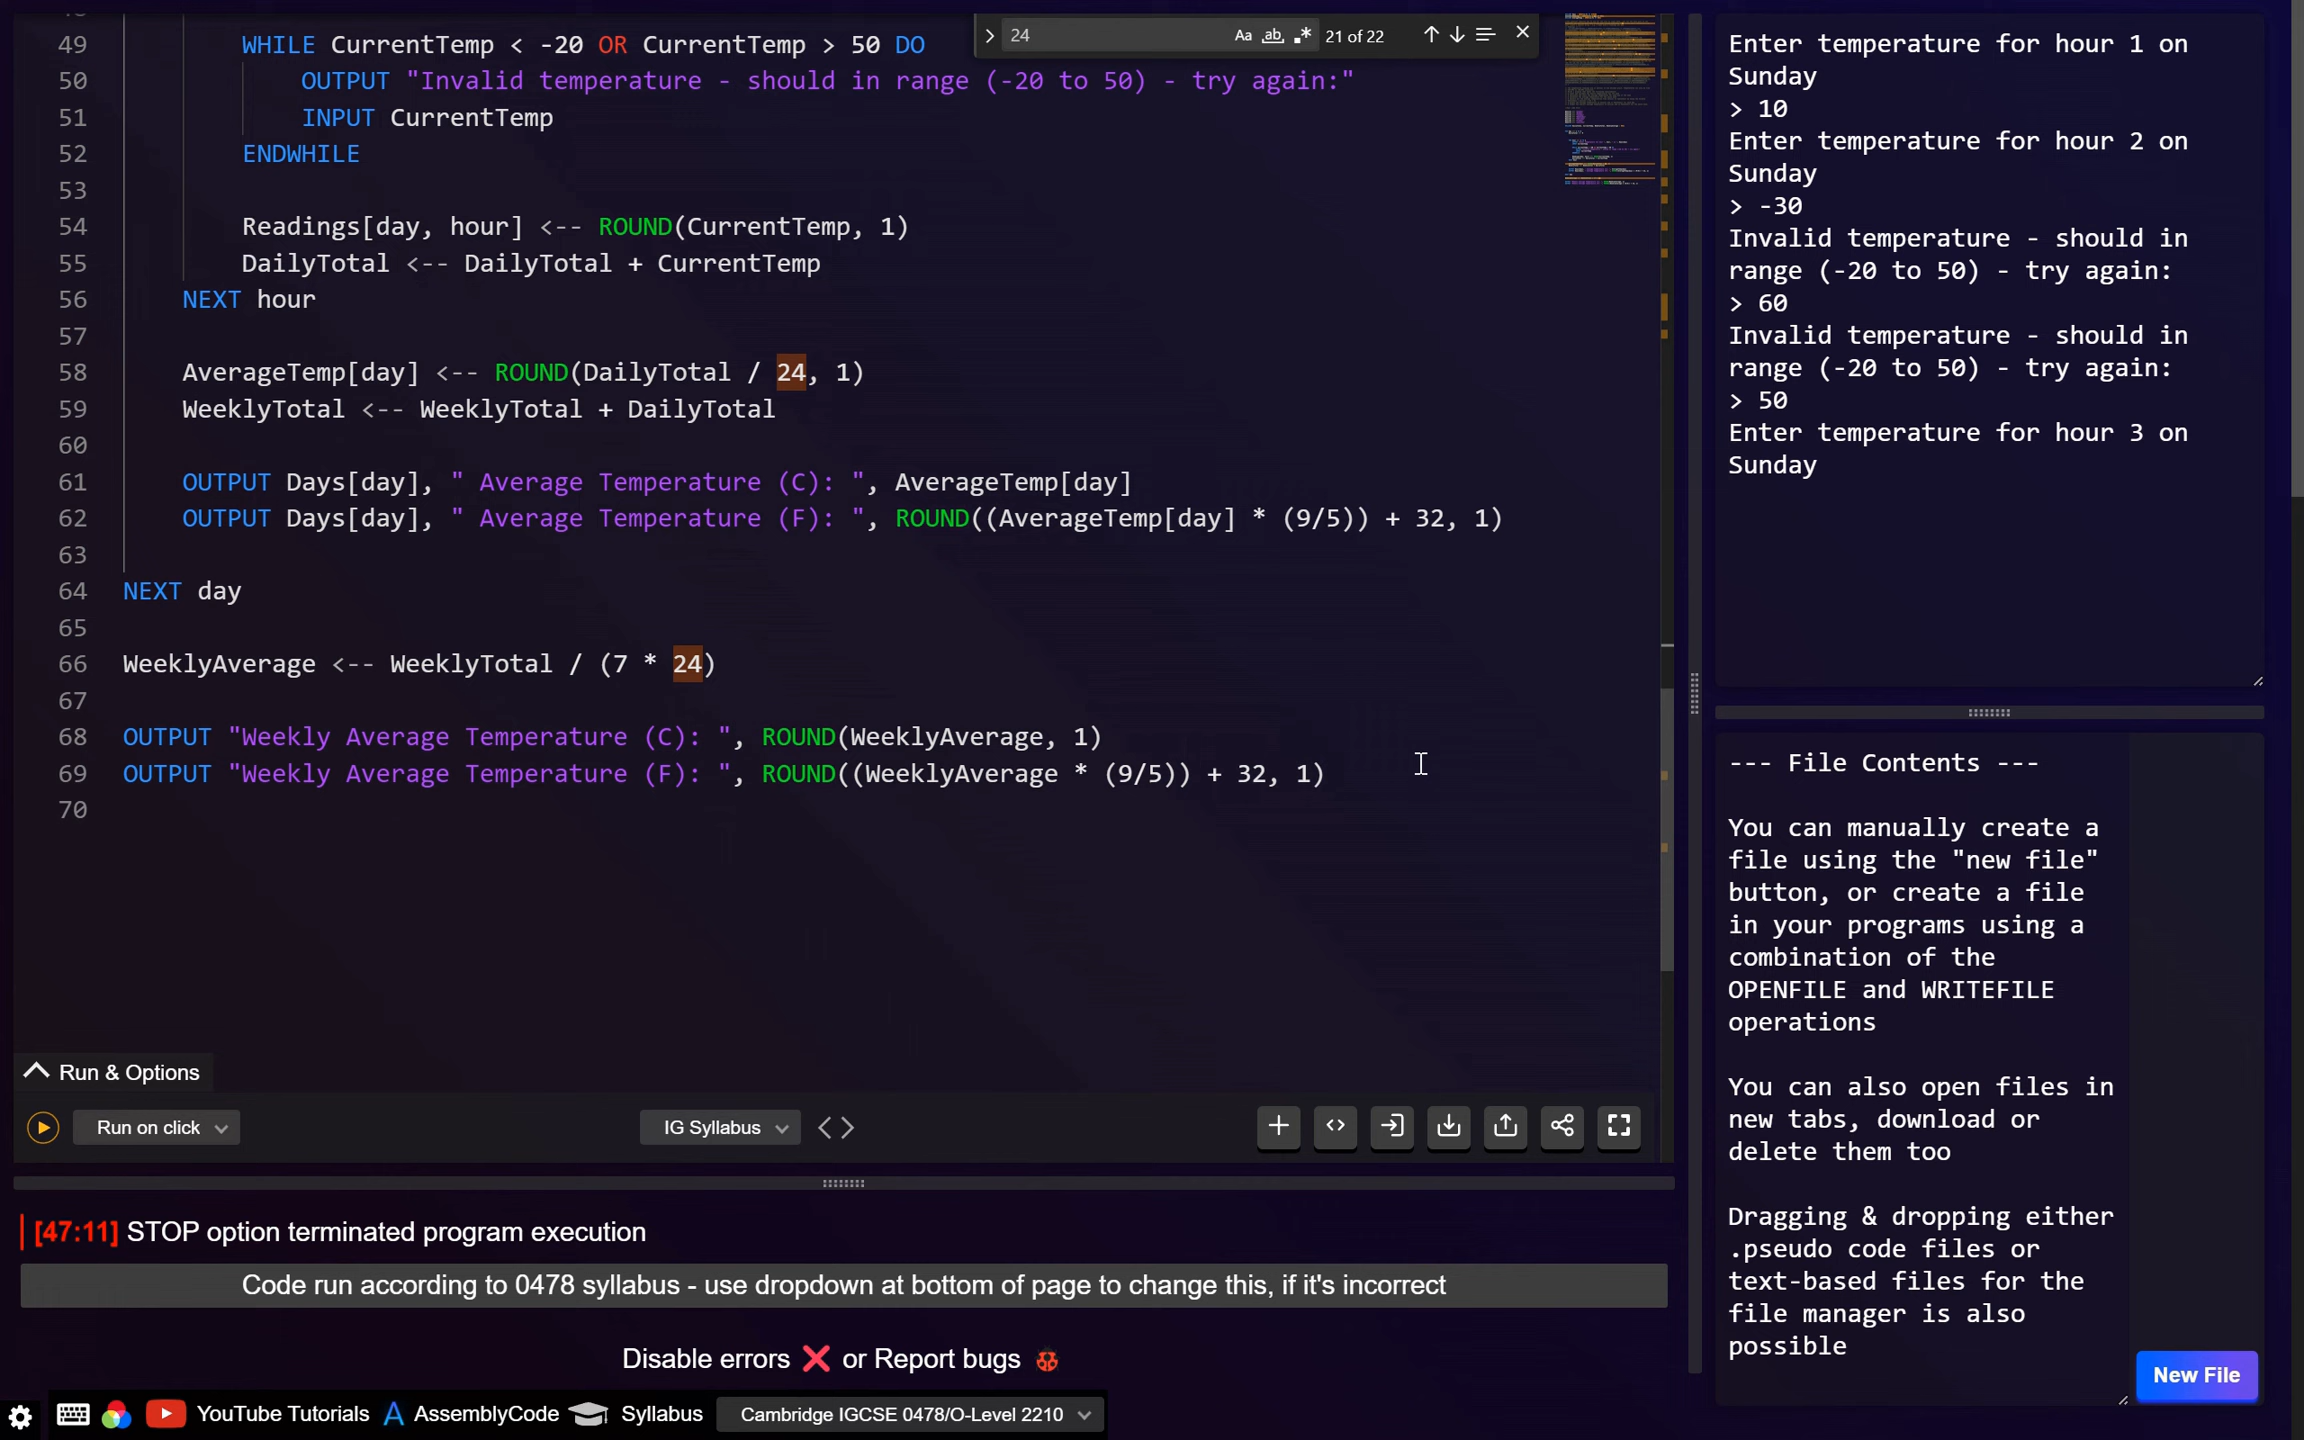 49 WHILE CurrentTemp < -20 OR CurrentTemp > 50 DO
50 OUTPUT "Invalid temperature - should in range (-20 to 50) - try again:"
51 INPUT CurrentTemp
52 ENDWHILE
53
54 Readings[day, hour] <-- ROUND(CurrentTemp, 1)
55 DailyTotal <-- DailyTotal + CurrentTemp
56 NEXT hour
57
58 AverageTemp[day] <-- ROUND(DailyTotal / 24, 1)
59 WeeklyTotal <-- WeeklyTotal + DailyTotal
60
61 OUTPUT Days[day], " Average Temperature (C): ", AverageTemp[day]
62 OUTPUT Days[day], " Average Temperature (F): ", ROUND((AverageTemp[day] * (9/5)) + 32, 1)
63
64 NEXT day
65
66 WeeklyAverage <-- WeeklyTotal / (7 * 24)
67
68 OUTPUT "Weekly Average Temperature (C): ", ROUND(WeeklyAverage, 1)
69 OUTPUT "Weekly Average Temperature (F): ", ROUND((WeeklyAverage * (9/5)) + 32, 1)
70
24 Aa ab 21 of 22
Run & Options
Run on click
IG Syllabus
[47:11] STOP option terminated program execution
Code run according to 0478 syllabus - use dropdown at bottom of page to change this, if it's incorrect
Disable errors ❌ or Report bugs 🐞
YouTube Tutorials
AssemblyCode
Syllabus
Cambridge IGCSE 0478/O-Level 2210
Enter temperature for hour 1 on
Sunday
> 10
Enter temperature for hour 2 on
Sunday
> -30
Invalid temperature - should in
range (-20 to 50) - try again:
> 60
Invalid temperature - should in
range (-20 to 50) - try again:
> 50
Enter temperature for hour 3 on
Sunday
--- File Contents ---
You can manually create a
file using the "new file"
button, or create a file
in your programs using a
combination of the
OPENFILE and WRITEFILE
operations
You can also open files in
new tabs, download or
delete them too
Dragging & dropping either
.pseudo code files or
text-based files for the
file manager is also
possible
New File